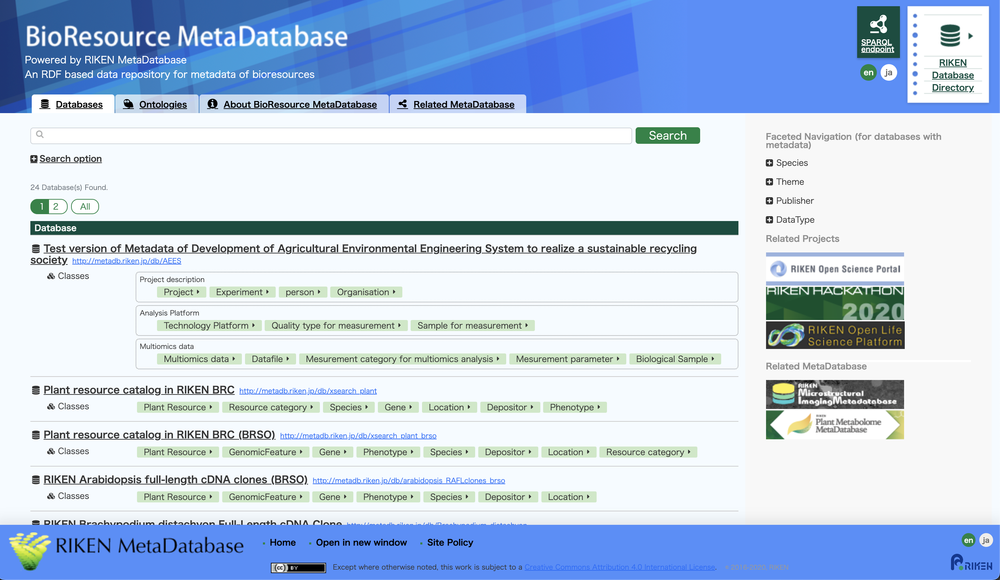 BioResource MetaDatabase
Powered by RIKEN MetaDatabase
An RDF based data repository for metadata of bioresources
SPARQL
endpoint
en
ja
RIKEN
Database
Directory
Databases
Ontologies
About BioResource MetaDatabase
Related MetaDatabase
Search
Search option
24 Database(s) Found.
1 2 All
Database
Test version of Metadata of Development of Agricultural Environmental Engineering System to realize a sustainable recycling
society http://metadb.riken.jp/db/AEES
Classes
Project description
Project Experiment person Organisation
Analysis Platform
Technology Platform Quality type for measurement Sample for measurement
Multiomics data
Multiomics data Datafile Mesurement category for multiomics analysis Mesurement parameter Biological Sample
Plant resource catalog in RIKEN BRC http://metadb.riken.jp/db/xsearch_plant
Classes Plant Resource Resource category Species Gene Location Depositor Phenotype
Plant resource catalog in RIKEN BRC (BRSO) http://metadb.riken.jp/db/xsearch_plant_brso
Classes Plant Resource GenomicFeature Gene Phenotype Species Depositor Location Resource category
RIKEN Arabidopsis full-length cDNA clones (BRSO) http://metadb.riken.jp/db/arabidopsis_RAFLclones_brso
Classes Plant Resource GenomicFeature Gene Phenotype Species Depositor Location
RIKEN Brachypodium distachyon Full-Length cDNA Clone http://metadb.riken.jp/db/Brachypodium_distachyon
Faceted Navigation (for databases with
metadata)
Species
Theme
Publisher
DataType
Related Projects
RIKEN Open Science Portal
RIKEN HACKATHON
2020
RIKEN Open Life
Science Platform
Related MetaDatabase
RIKEN
Microstructural
ImagingMetadatabase
RIKEN
Plant Metabolome
MetaDatabase
RIKEN MetaDatabase
Home
Open in new window
Site Policy
en
ja
(cc) BY
Except where otherwise noted, this work is subject to a Creative Commons Attribution 4.0 International License. © 2016-2020, RIKEN
RIKEN